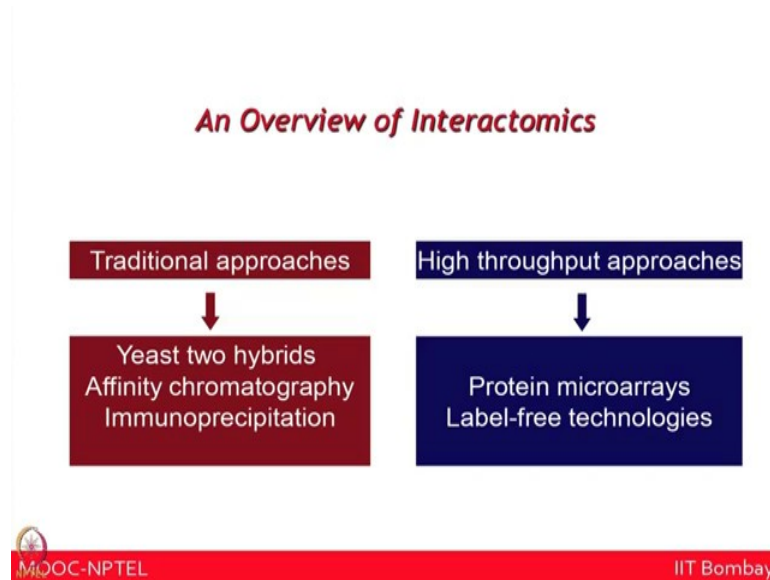 An Overview of Interactomics
Traditional approaches
Yeast two hybrids
Affinity chromatography
Immunoprecipitation
High throughput approaches
Protein microarrays
Label-free technologies
NPTEL
MOOC-NPTEL
IIT Bombay